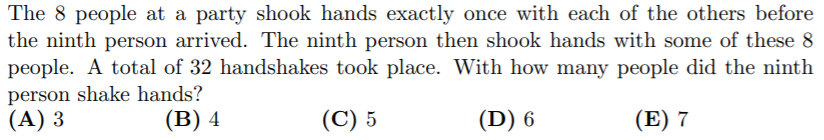 The 8 people at a party shook hands exactly once with each of the others before
the ninth person arrived. The ninth person then shook hands with some of these 8
people. A total of 32 handshakes took place. With how many people did the ninth
person shake hands?
(A) 3 (B) 4 (C) 5 (D) 6 (E) 7